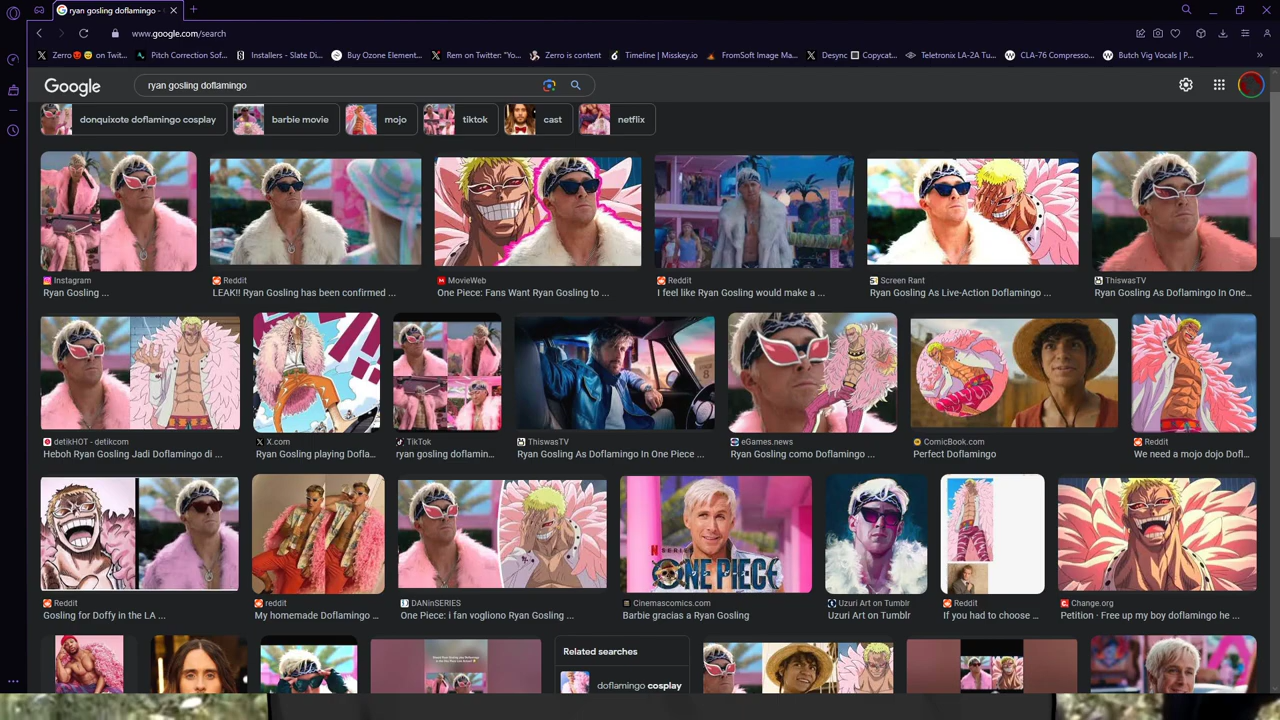 ryan gosling doflamingo -
www.google.com/search
Zerro😡🟢 on Twit...
Pitch Correction Sof...
Installers - Slate Di...
Buy Ozone Element...
Rem on Twitter: "Yo...
Zerro is content
Timeline | Misskey.io
FromSoft Image Ma...
Desync
Copycat...
Teletronix LA-2A Tu...
CLA-76 Compresso...
Butch Vig Vocals | P...
Google
ryan gosling doflamingo
donquixote doflamingo cosplay
barbie movie
mojo
tiktok
cast
netflix
Instagram
Reddit
MovieWeb
Reddit
Screen Rant
ThiswasTV
Ryan Gosling ...
LEAK!! Ryan Gosling has been confirmed ...
One Piece: Fans Want Ryan Gosling to ...
I feel like Ryan Gosling would make a ...
Ryan Gosling As Live-Action Doflamingo ...
Ryan Gosling As Doflamingo In One...
detikHOT - detikcom
X.com
TikTok
ThiswasTV
eGames.news
ComicBook.com
Reddit
Heboh Ryan Gosling Jadi Doflamingo di ...
Ryan Gosling playing Dofla...
ryan gosling doflamin...
Ryan Gosling As Doflamingo In One Piece ...
Ryan Gosling como Doflamingo ...
Perfect Doflamingo
We need a mojo dojo Dofl...
NETFLIX SERIES
ONE PIECE
Reddit
reddit
DANinSERIES
Cinemascomics.com
Uzuri Art on Tumblr
Reddit
Change.org
Gosling for Doffy in the LA ...
My homemade Doflamingo ...
One Piece: i fan vogliono Ryan Gosling ...
Barbie gracias a Ryan Gosling
Uzuri Art on Tumblr
If you had to choose ...
Petition · Free up my boy doflamingo he ...
Related searches
doflamingo cosplay